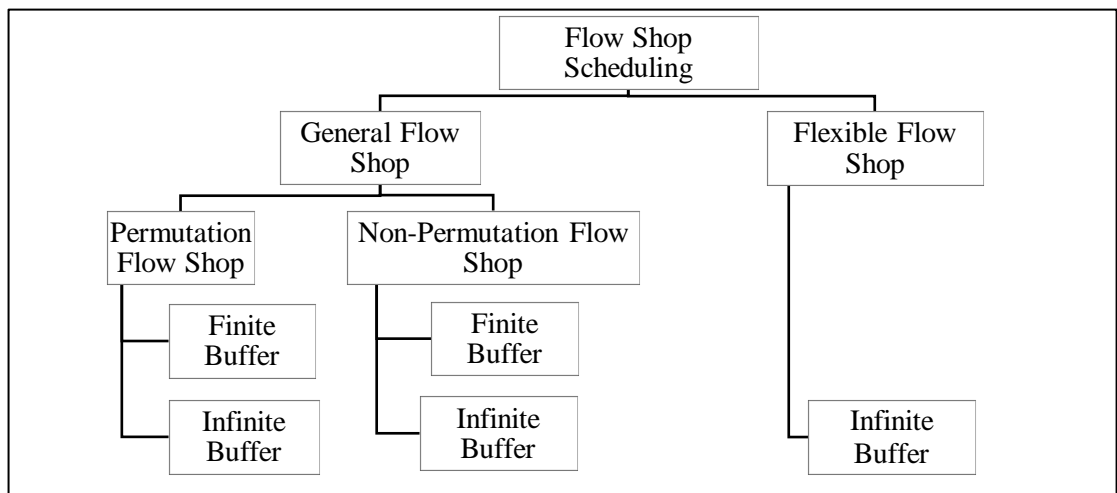 Flow Shop
Scheduling
General Flow
Shop
Flexible Flow
Shop
Permutation
Flow Shop
Non-Permutation Flow
Shop
Finite
Buffer
Finite
Buffer
Infinite
Buffer
Infinite
Buffer
Infinite
Buffer